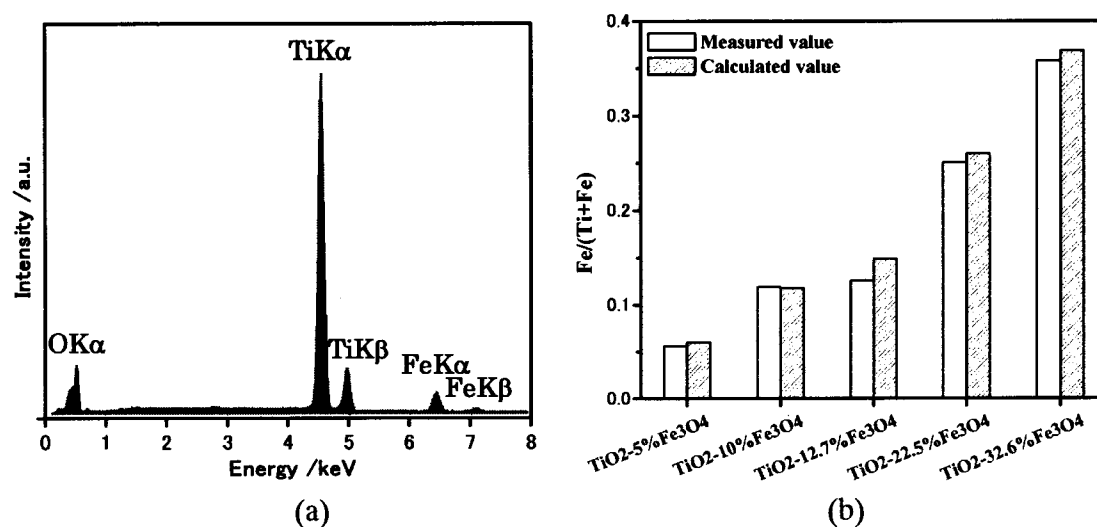 TiKα
OKα
TiKβ
FeKα
FeKβ
Intensity /a.u.
0 1 2 3 4 5 6 7 8
Energy /keV
(a)
Measured value
Calculated value
0.4
0.3
0.2
0.1
0.0
Fe/(Ti+Fe)
TiO2-5%Fe3O4
TiO2-10%Fe3O4
TiO2-12.7%Fe3O4
TiO2-22.5%Fe3O4
TiO2-32.6%Fe3O4
(b)